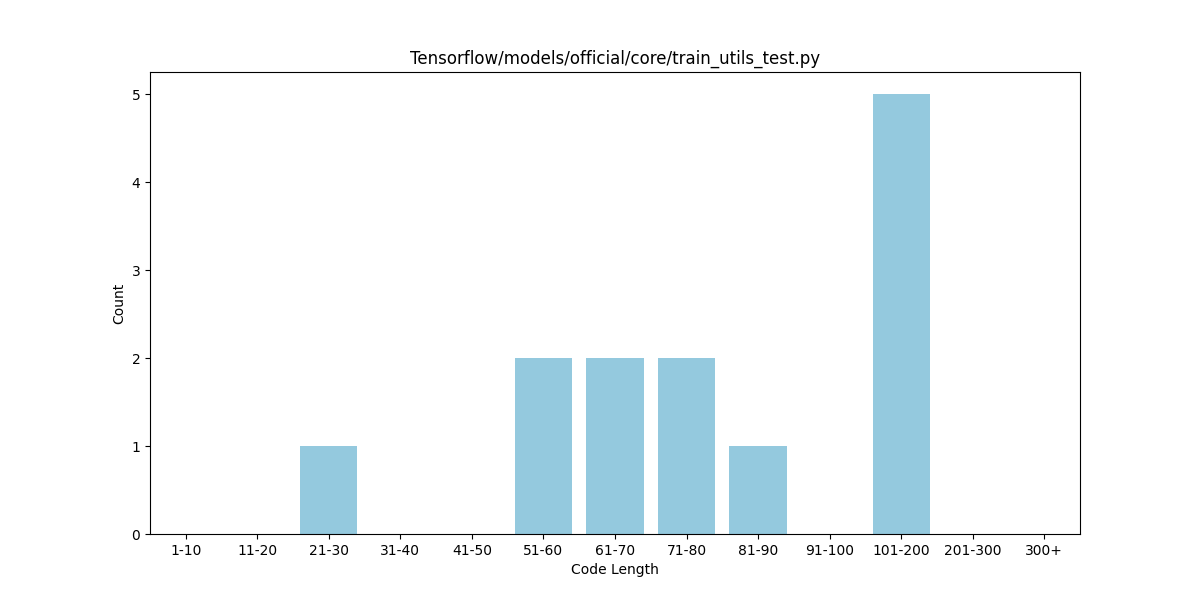 Tensorflow/models/official/core/train_utils_test.py
Count
5
4
3
2
1
0
1-10 11-20 21-30 31-40 41-50 51-60 61-70 71-80 81-90 91-100 101-200 201-300 300+
Code Length